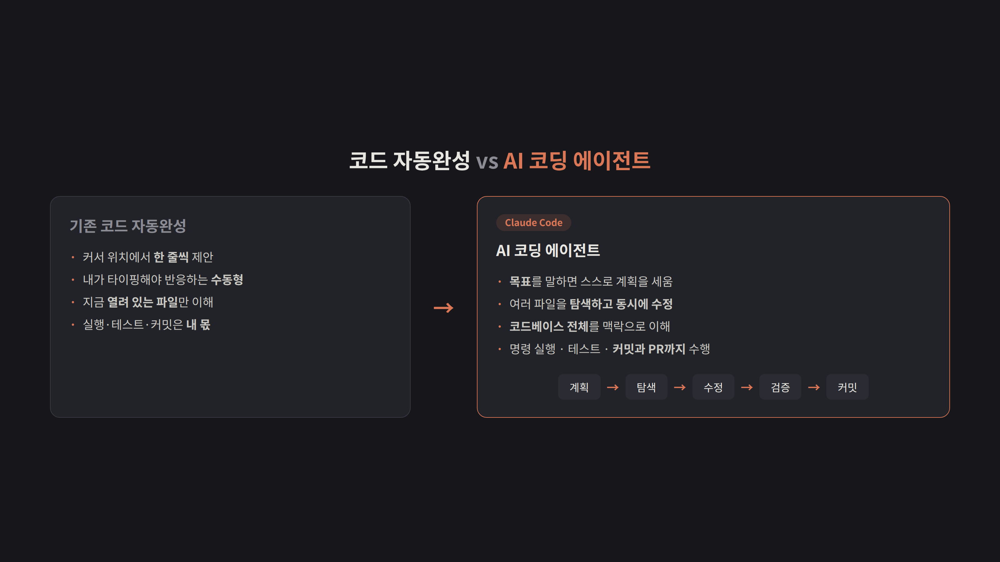 코드 자동완성 vs AI 코딩 에이전트
기존 코드 자동완성
• 커서 위치에서 한 줄씩 제안
• 내가 타이핑해야 반응하는 수동형
• 지금 열려 있는 파일만 이해
• 실행·테스트·커밋은 내 몫
→
Claude Code
AI 코딩 에이전트
• 목표를 말하면 스스로 계획을 세움
• 여러 파일을 탐색하고 동시에 수정
• 코드베이스 전체를 맥락으로 이해
• 명령 실행 · 테스트 · 커밋과 PR까지 수행
계획 → 탐색 → 수정 → 검증 → 커밋